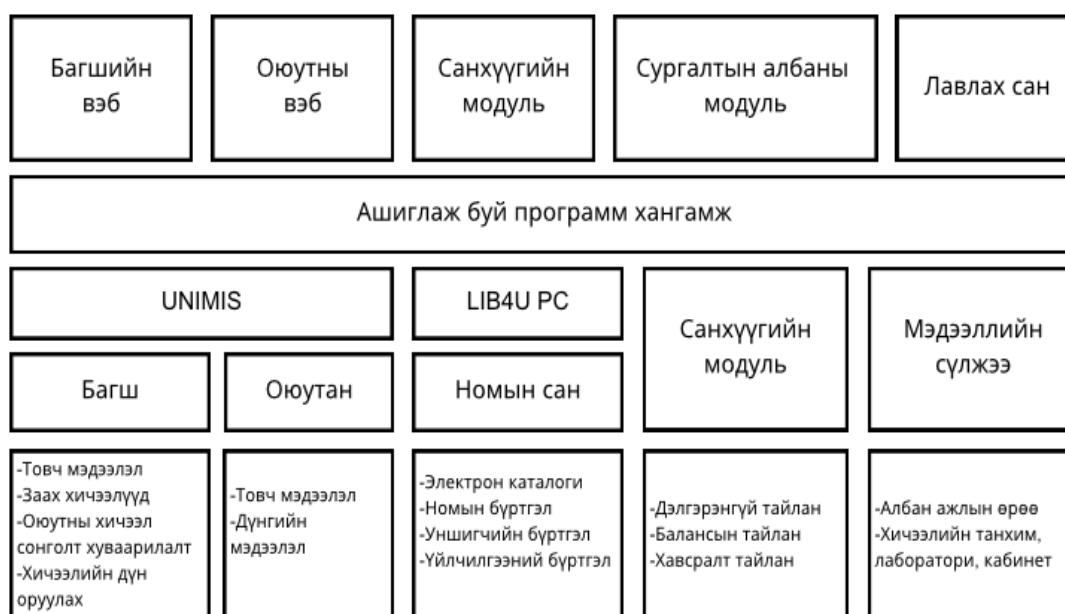 Багшийн
вэб
Оюутны
вэб
Санхүүгийн
модуль
Сургалтын албаны
модуль
Лавлах сан
Ашиглаж буй программ хангамж
UNIMIS
LIB4U PC
Санхүүгийн
модуль
Мэдээллийн
сүлжээ
Багш
Оюутан
Номын сан
-Товч мэдээлэл
-Заах хичээлүүд
-Оюутны хичээл
сонголт хуваарилалт
-Хичээлийн дүн
оруулах
-Товч мэдээлэл
-Дүнгийн
мэдээлэл
-Электрон каталоги
-Номын бүртгэл
-Уншигчийн бүртгэл
-Үйлчилгээний бүртгэл
-Дэлгэрэнгүй тайлан
-Балансын тайлан
-Хавсралт тайлан
-Албан ажлын өрөө
-Хичээлийн танхим,
лаборатори, кабинет